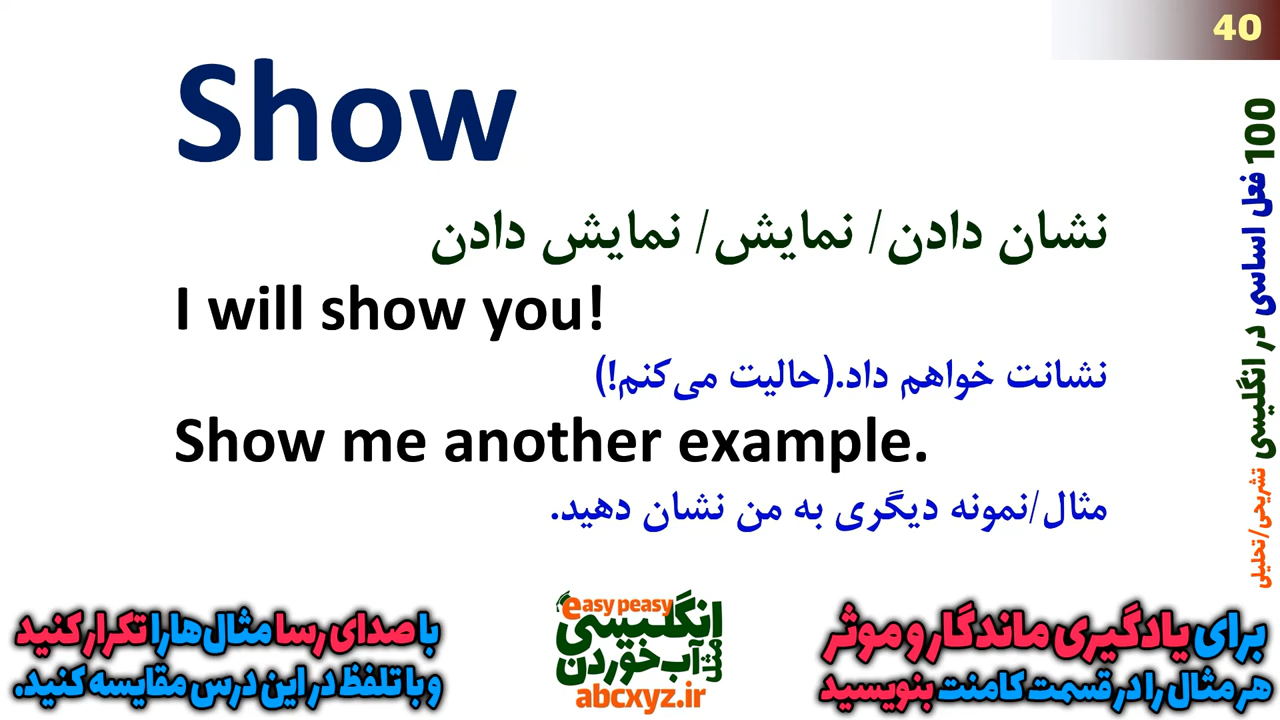 40
Show
نشان دادن/ نمایش/ نمایش دادن
I will show you!
نشانت خواهم داد.(حالیت می‌کنم!)
Show me another example.
مثال/نمونه دیگری به من نشان دهید.
100 فعل اساسی در انگلیسی تشریحی/تحلیلی
برای یادگیری ماندگار و موثر
هر مثال را در قسمت کامنت بنویسید
easy peasy
انگلیسی
مثل آب خوردن
abcxyz.ir
با صدای رسا مثال‌ها را تکرار کنید
و با تلفظ در این درس مقایسه کنید.